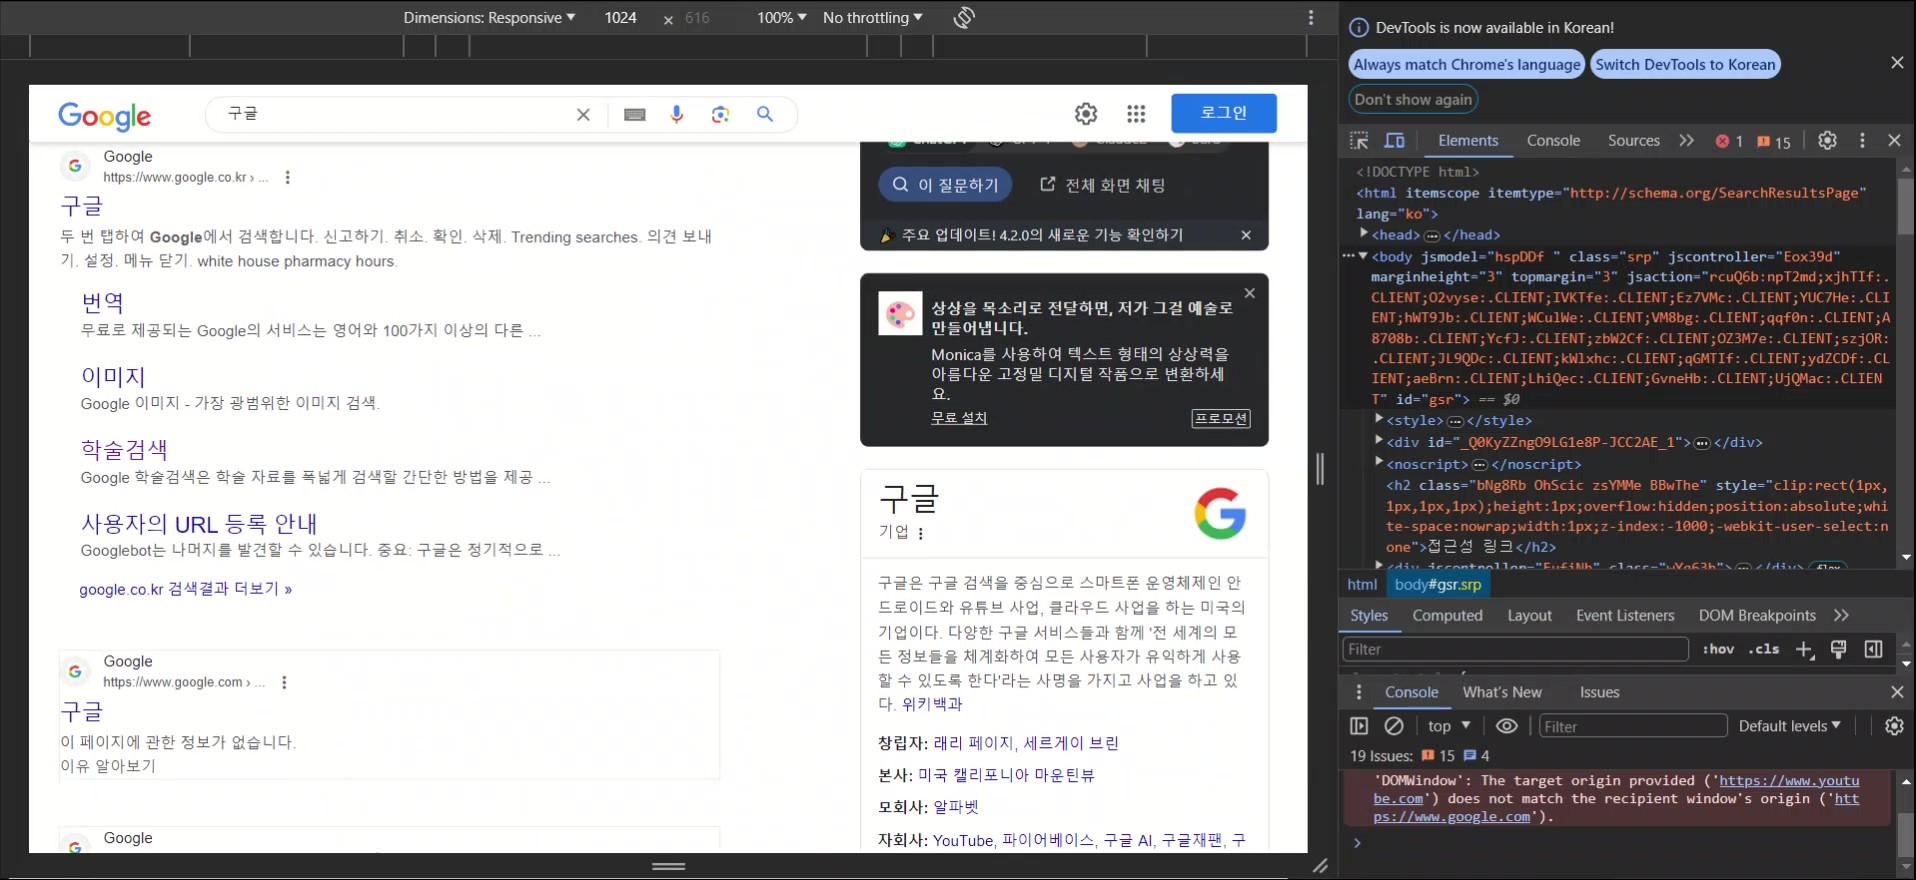 Dimensions: Responsive
1024
616
100%
No throttling
Google
구글
로그인
Google
https://www.google.co.kr › ...
구글
두 번 탭하여 Google에서 검색합니다. 신고하기. 취소. 확인. 삭제. Trending searches. 의견 보내
기. 설정. 메뉴 닫기. white house pharmacy hours.
번역
무료로 제공되는 Google의 서비스는 영어와 100가지 이상의 다른 ...
이미지
Google 이미지 - 가장 광범위한 이미지 검색.
학술검색
Google 학술검색은 학술 자료를 폭넓게 검색할 간단한 방법을 제공 ...
사용자의 URL 등록 안내
Googlebot는 나머지를 발견할 수 있습니다. 중요: 구글은 정기적으로 ...
google.co.kr 검색결과 더보기 »
Google
https://www.google.com › ...
구글
이 페이지에 관한 정보가 없습니다.
이유 알아보기
Google
이 질문하기
전체 화면 채팅
주요 업데이트! 4.2.0의 새로운 기능 확인하기
상상을 목소리로 전달하면, 저가 그걸 예술로
만들어냅니다.
Monica를 사용하여 텍스트 형태의 상상력을
아름다운 고정밀 디지털 작품으로 변환하세
요.
무료 설치
프로모션
구글
기업
구글은 구글 검색을 중심으로 스마트폰 운영체제인 안
드로이드와 유튜브 사업, 클라우드 사업을 하는 미국의
기업이다. 다양한 구글 서비스들과 함께 '전 세계의 모
든 정보들을 체계화하여 모든 사용자가 유익하게 사용
할 수 있도록 한다'라는 사명을 가지고 사업을 하고 있
다. 위키백과
창립자: 래리 페이지, 세르게이 브린
본사: 미국 캘리포니아 마운틴뷰
모회사: 알파벳
자회사: YouTube, 파이어베이스, 구글 AI, 구글재팬, 구
DevTools is now available in Korean!
Always match Chrome's language
Switch DevTools to Korean
Don't show again
Elements
Console
Sources
1
15
<!DOCTYPE html>
<html itemscope itemtype="http://schema.org/SearchResultsPage"
lang="ko">
<head>…</head>
<body jsmodel="hspDDf " class="srp" jscontroller="Eox39d"
marginheight="3" topmargin="3" jsaction="rcuQ6b:npT2md;xjhTIf:.
CLIENT;O2vyse:.CLIENT;IVKTfe:.CLIENT;Ez7VMc:.CLIENT;YUC7He:.CLI
ENT;hWT9Jb:.CLIENT;WCulWe:.CLIENT;VM8bg:.CLIENT;qqf0n:.CLIENT;A
8708b:.CLIENT;YcfJ:.CLIENT;zbW2Cf:.CLIENT;OZ3M7e:.CLIENT;szjOR:
.CLIENT;JL9QDc:.CLIENT;kWlxhc:.CLIENT;qGMTIf:.CLIENT;ydZCDf:.CL
IENT;aeBrn:.CLIENT;LhiQec:.CLIENT;GvneHb:.CLIENT;UjQMac:.CLIEN
T" id="gsr"> == $0
<style>…</style>
<div id="_Q0KyZZngO9LG1e8P-JCC2AE_1">…</div>
<noscript>…</noscript>
<h2 class="bNg8Rb OhScic zsYMMe BBwThe" style="clip:rect(1px,
1px,1px,1px);height:1px;overflow:hidden;position:absolute;whi
te-space:nowrap;width:1px;z-index:-1000;-webkit-user-select:n
one">접근성 링크</h2>
html
body#gsr.srp
Styles
Computed
Layout
Event Listeners
DOM Breakpoints
Filter
:hov
.cls
Console
What's New
Issues
top
Filter
Default levels
19 Issues:
15
4
'DOMWindow': The target origin provided ('https://www.youtu
be.com') does not match the recipient window's origin ('htt
ps://www.google.com').